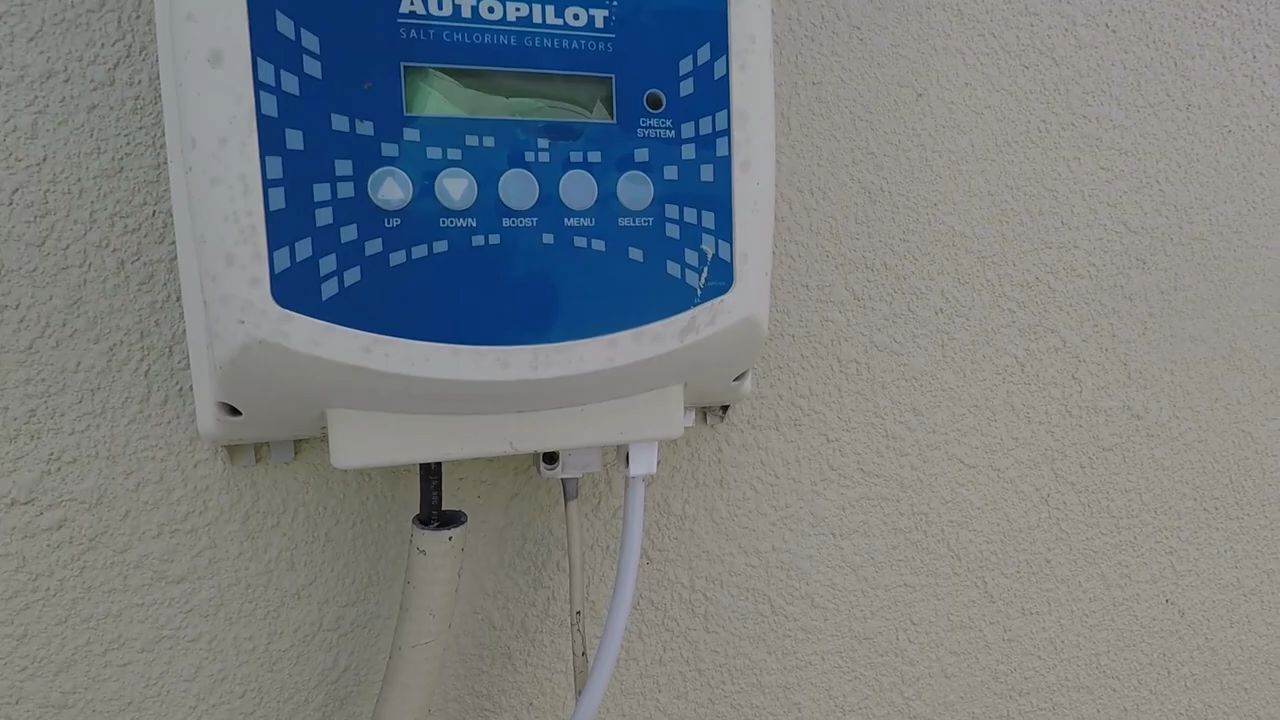 AUTOPILOT
SALT CHLORINE GENERATORS
CHECK
SYSTEM
UP
DOWN
BOOST
MENU
SELECT